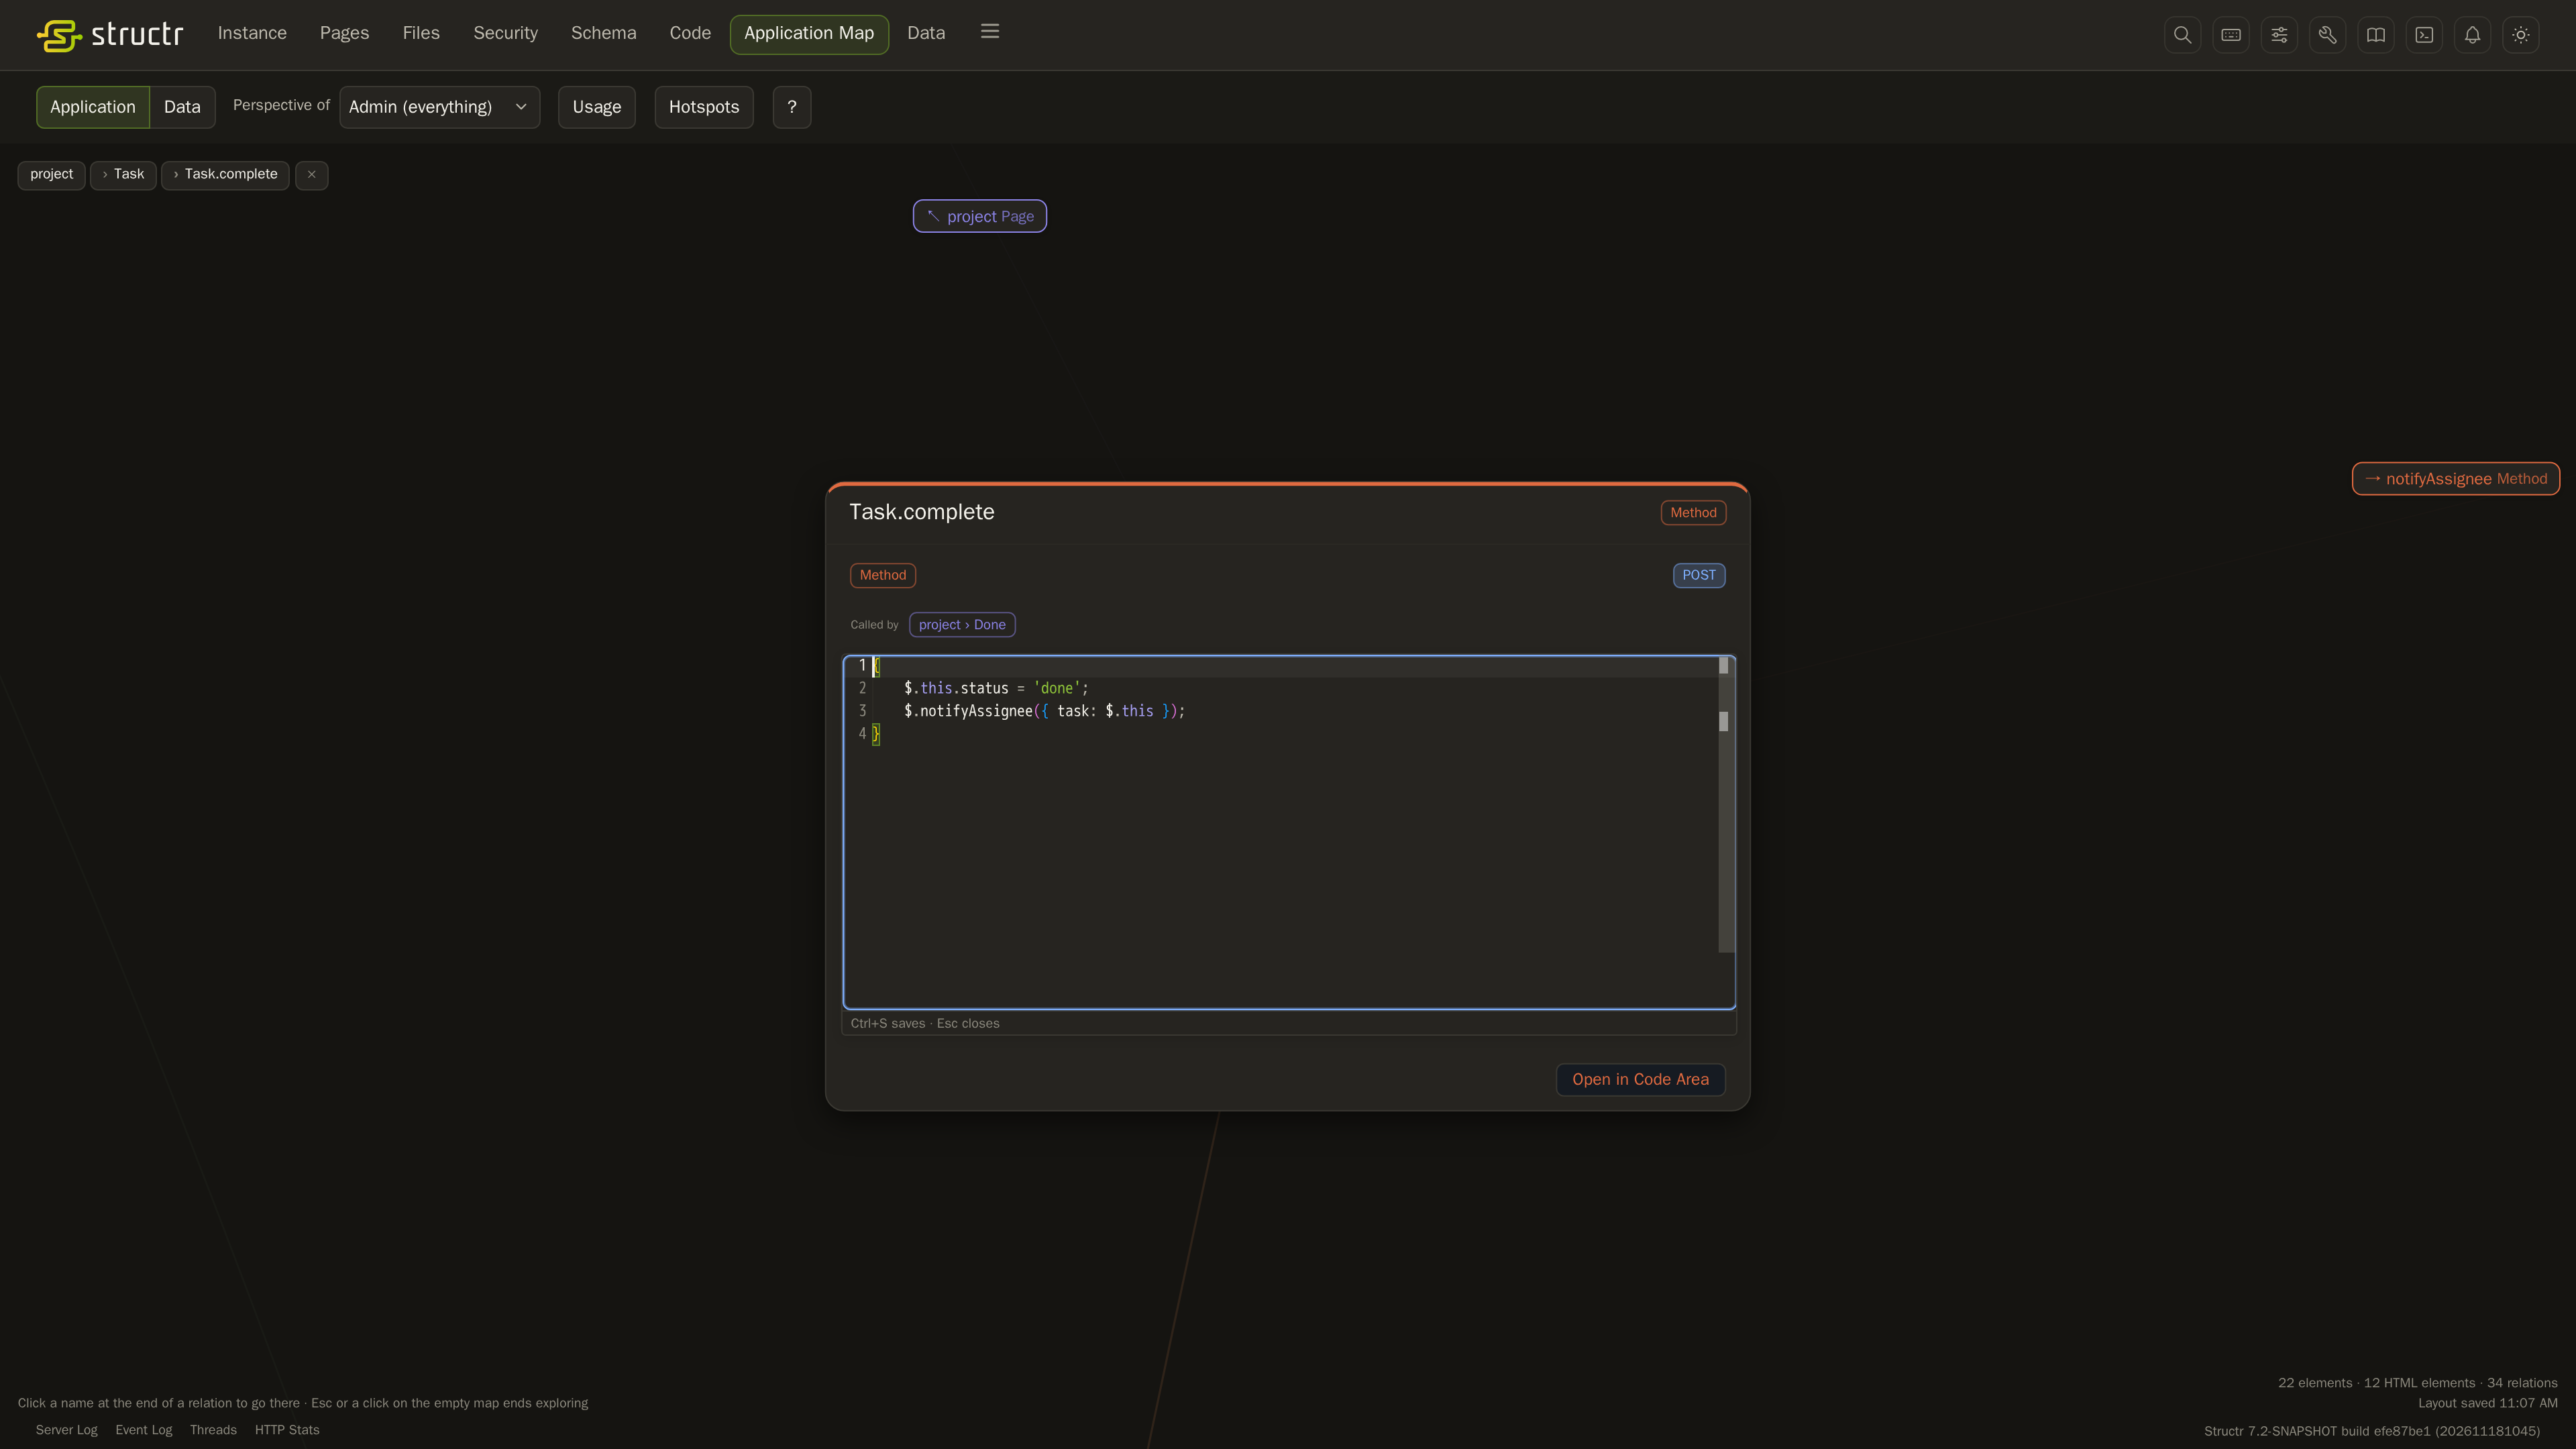 structr Instance Pages Files Security Schema Code Application Map Data
Application Data Perspective of Admin (everything) Usage Hotspots ?
project › Task › Task.complete ×
↖ project Page
→ notifyAssignee Method
Task.complete Method
Method POST
Called by project › Done
1 {
2 $.this.status = 'done';
3 $.notifyAssignee({ task: $.this });
4 }
Ctrl+S saves · Esc closes
Open in Code Area
22 elements · 12 HTML elements · 34 relations
Click a name at the end of a relation to go there · Esc or a click on the empty map ends exploring
Layout saved 11:07 AM
Server Log Event Log Threads HTTP Stats
Structr 7.2-SNAPSHOT build efe87be1 (202611181045)